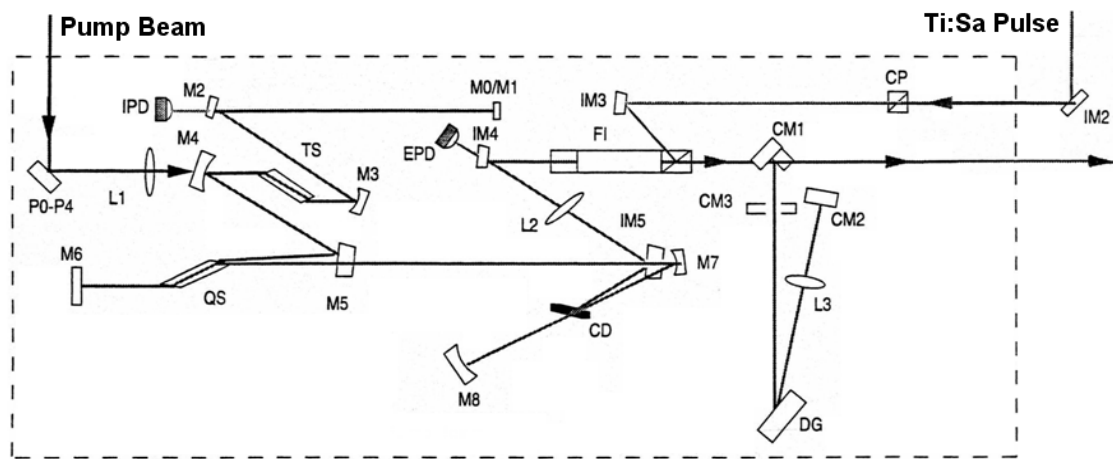 Pump Beam
Ti:Sa Pulse
CP
M2
M0/M1
IPD
IM3
IM2
M4
EPD
IM4
FI
CM1
TS
M3
P0-P4
L1
CM3
CM2
L2
IM5
M6
M7
QS
M5
L3
CD
M8
DG